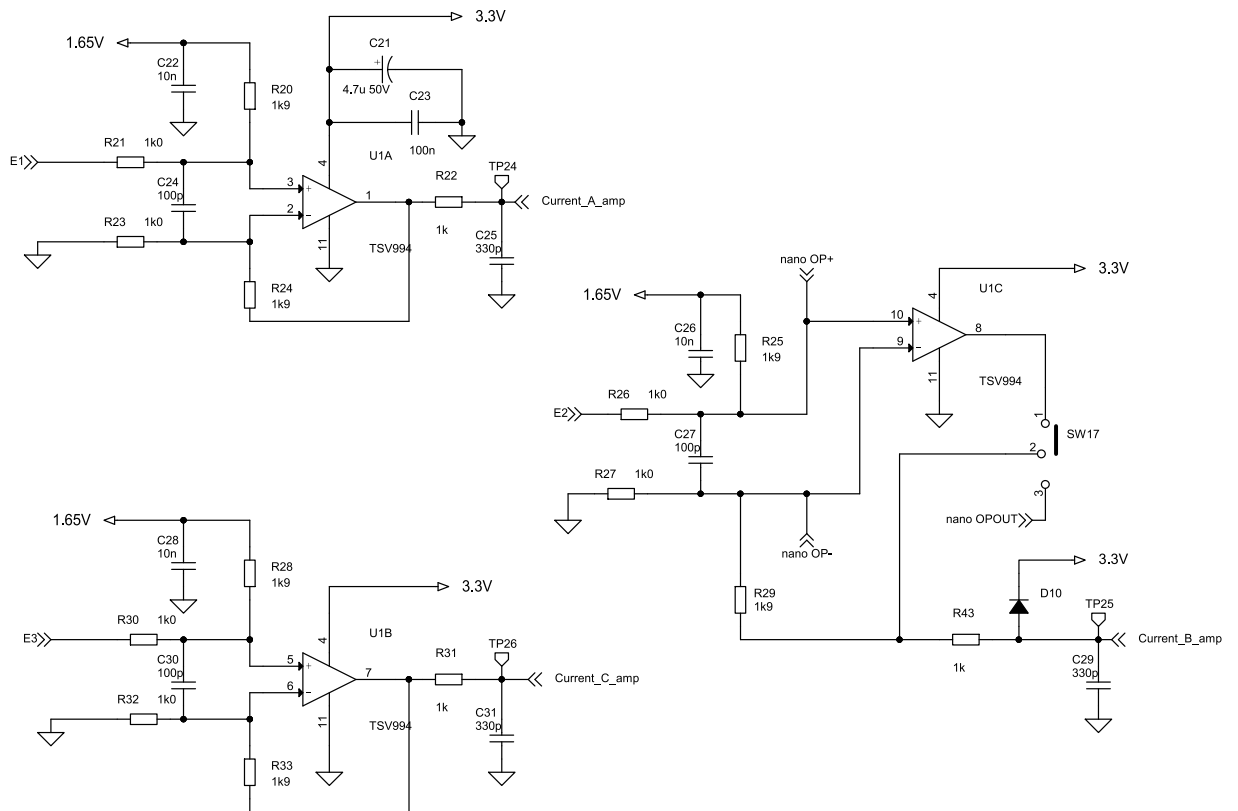 3.3V
1.65V
C22
10n
R20
1k9
C21
+
4.7u 50V
C23
100n
R21 1k0
E1
C24
100p
R23 1k0
U1A
4
3
+
2
-
1
11
TSV994
R22
1k
TP24
Current_A_amp
C25
330p
R24
1k9
nano OP+
3.3V
1.65V
C26
10n
R25
1k9
U1C
4
10
+
9
-
8
11
TSV994
R26 1k0
E2
C27
100p
R27 1k0
1
SW17
2
3
nano OPOUT
nano OP-
R29
1k9
3.3V
D10
R43
1k
TP25
Current_B_amp
C29
330p
1.65V
C28
10n
R28
1k9
3.3V
R30 1k0
E3
C30
100p
R32 1k0
U1B
4
5
+
6
-
7
11
TSV994
R31
1k
TP26
Current_C_amp
C31
330p
R33
1k9